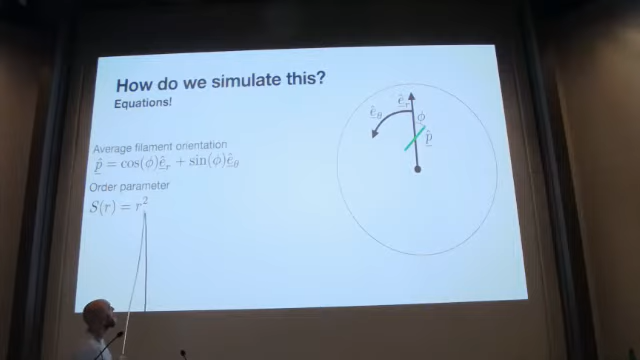 How do we simulate this?
Equations!
Average filament orientation
p̂ = cos(ϕ)ê_r + sin(ϕ)ê_θ
Order parameter
S(r) = r²
ê_r
ê_θ
ϕ
p̂